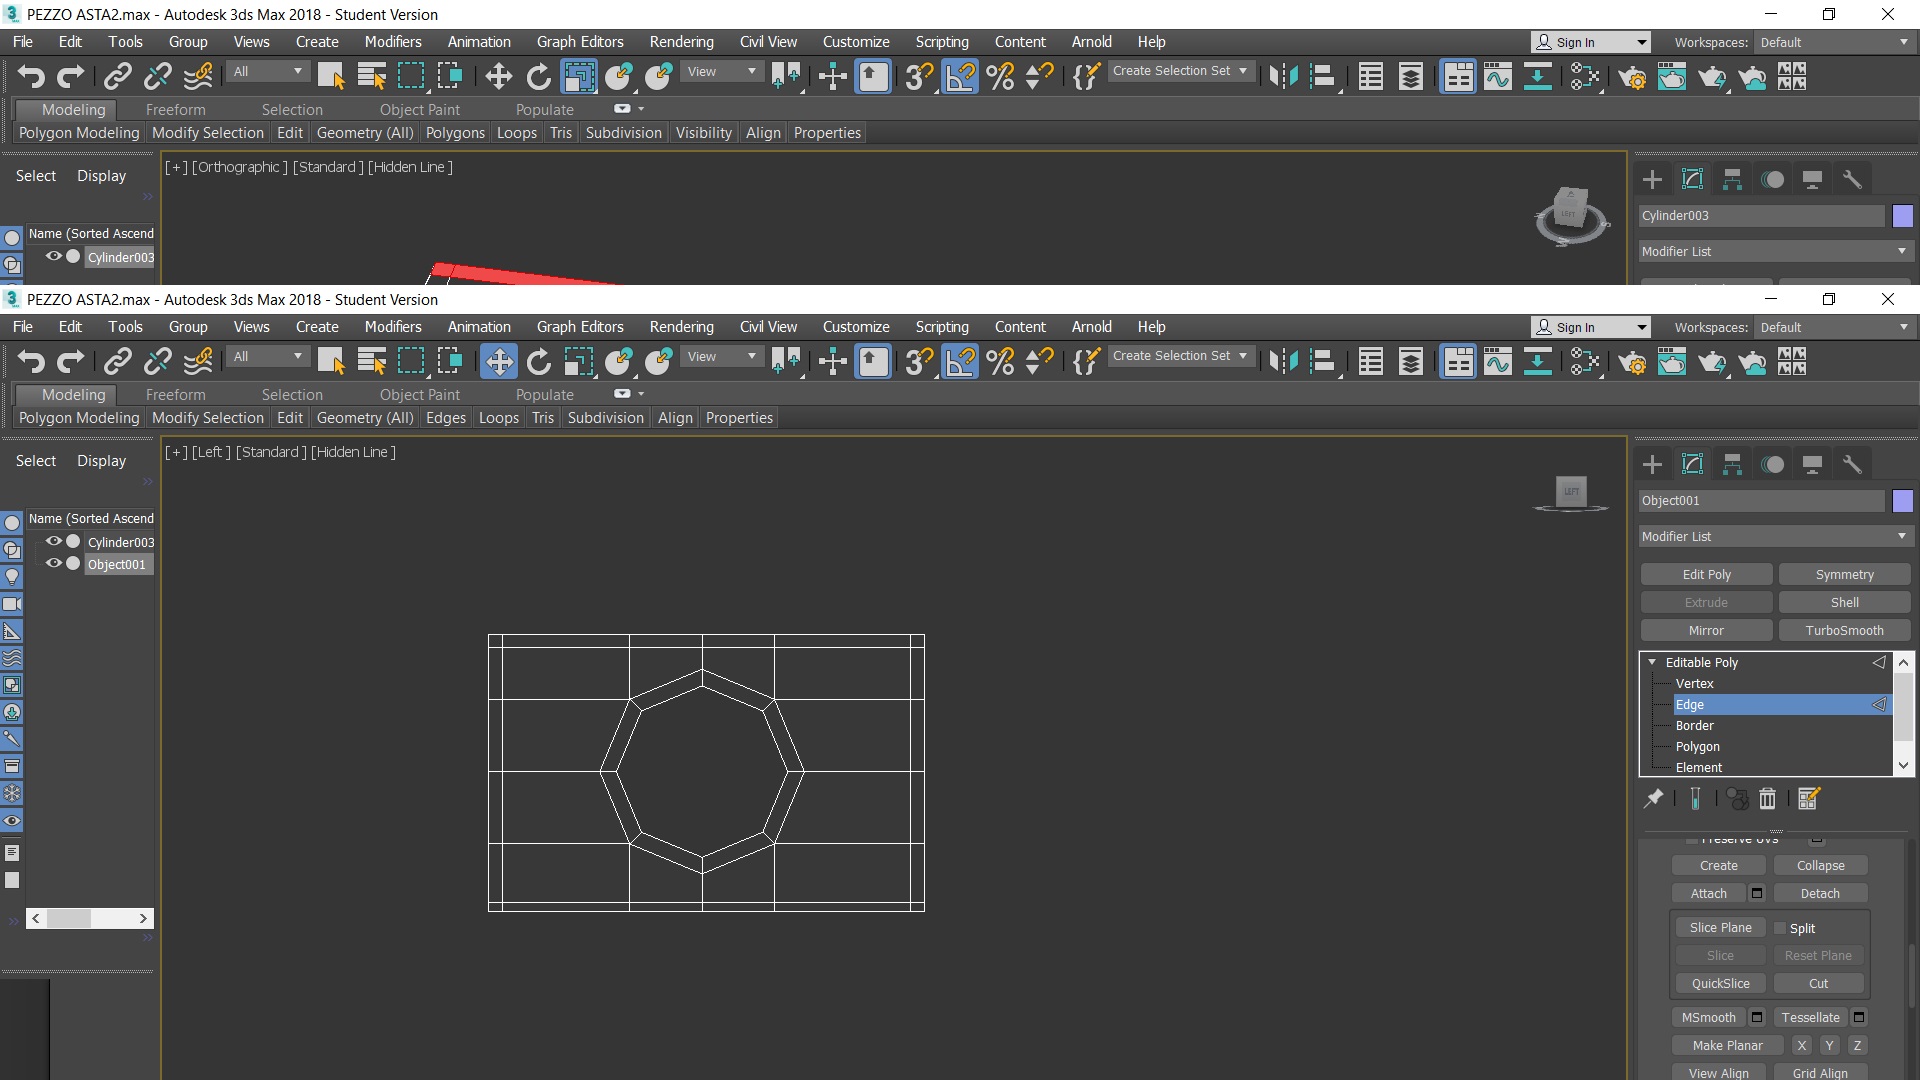 PEZZO ASTA2.max - Autodesk 3ds Max 2018 - Student Version
File Edit Tools Group Views Create Modifiers Animation Graph Editors Rendering Civil View Customize Scripting Content Arnold Help Sign In Workspaces: Default
All View Create Selection Set
Modeling Freeform Selection Object Paint Populate
Polygon Modeling Modify Selection Edit Geometry (All) Polygons Loops Tris Subdivision Visibility Align Properties
Select Display
[+] [Orthographic ] [Standard ] [Hidden Line ]
LEFT
Cylinder003
Modifier List
Name (Sorted Ascend
Cylinder003
PEZZO ASTA2.max - Autodesk 3ds Max 2018 - Student Version
File Edit Tools Group Views Create Modifiers Animation Graph Editors Rendering Civil View Customize Scripting Content Arnold Help Sign In Workspaces: Default
All View Create Selection Set
Modeling Freeform Selection Object Paint Populate
Polygon Modeling Modify Selection Edit Geometry (All) Edges Loops Tris Subdivision Align Properties
Select Display
[+] [Left ] [Standard ] [Hidden Line ]
LEFT
Name (Sorted Ascend
Cylinder003
Object001
Object001
Modifier List
Edit Poly Symmetry
Extrude Shell
Mirror TurboSmooth
Editable Poly
Vertex
Edge
Border
Polygon
Element
Preserve UVs
Create Collapse
Attach Detach
Slice Plane Split
Slice Reset Plane
QuickSlice Cut
MSmooth Tessellate
Make Planar X Y Z
View Align Grid Align